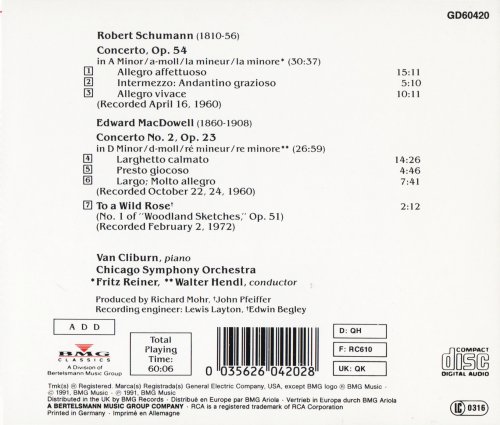 GD60420
Robert Schumann (1810-56)
Concerto, Op. 54
in A Minor/a-moll/la mineur/la minore* (30:37)
1 Allegro affettuoso 15:11
2 Intermezzo: Andantino grazioso 5:10
3 Allegro vivace 10:11
(Recorded April 16, 1960)
Edward MacDowell (1860-1908)
Concerto No. 2, Op. 23
in D Minor/d-moll/ré mineur/re minore** (26:59)
4 Larghetto calmato 14:26
5 Presto giocoso 4:46
6 Largo; Molto allegro 7:41
(Recorded October 22, 24, 1960)
7 To a Wild Rose† 2:12
(No. 1 of "Woodland Sketches," Op. 51)
(Recorded February 2, 1972)
Van Cliburn, piano
Chicago Symphony Orchestra
*Fritz Reiner, **Walter Hendl, conductor
Produced by Richard Mohr, †John Pfeiffer
Recording engineer: Lewis Layton, †Edwin Begley
A D D
BMG
CLASSICS
A Division of
Bertelsmann Music Group
Total
Playing
Time:
60:06
0 035626 042028
D: QH
F: RC610
UK: QK
COMPACT
disc
DIGITAL AUDIO
Tmk(s) ® Registered. Marca(s) Registrada(s) General Electric Company, USA, except BMG logo ® BMG Music •
© 1991, BMG Music • ℗ 1991, BMG Music
Distributed in the UK by BMG Records • Distribué en Europe par BMG Ariola • Vertrieb in Europa durch BMG Ariola
A BERTELSMANN MUSIC GROUP COMPANY • RCA is a registered trademark of RCA Corporation
Printed in Germany • Imprimé en Allemagne
LC 0316